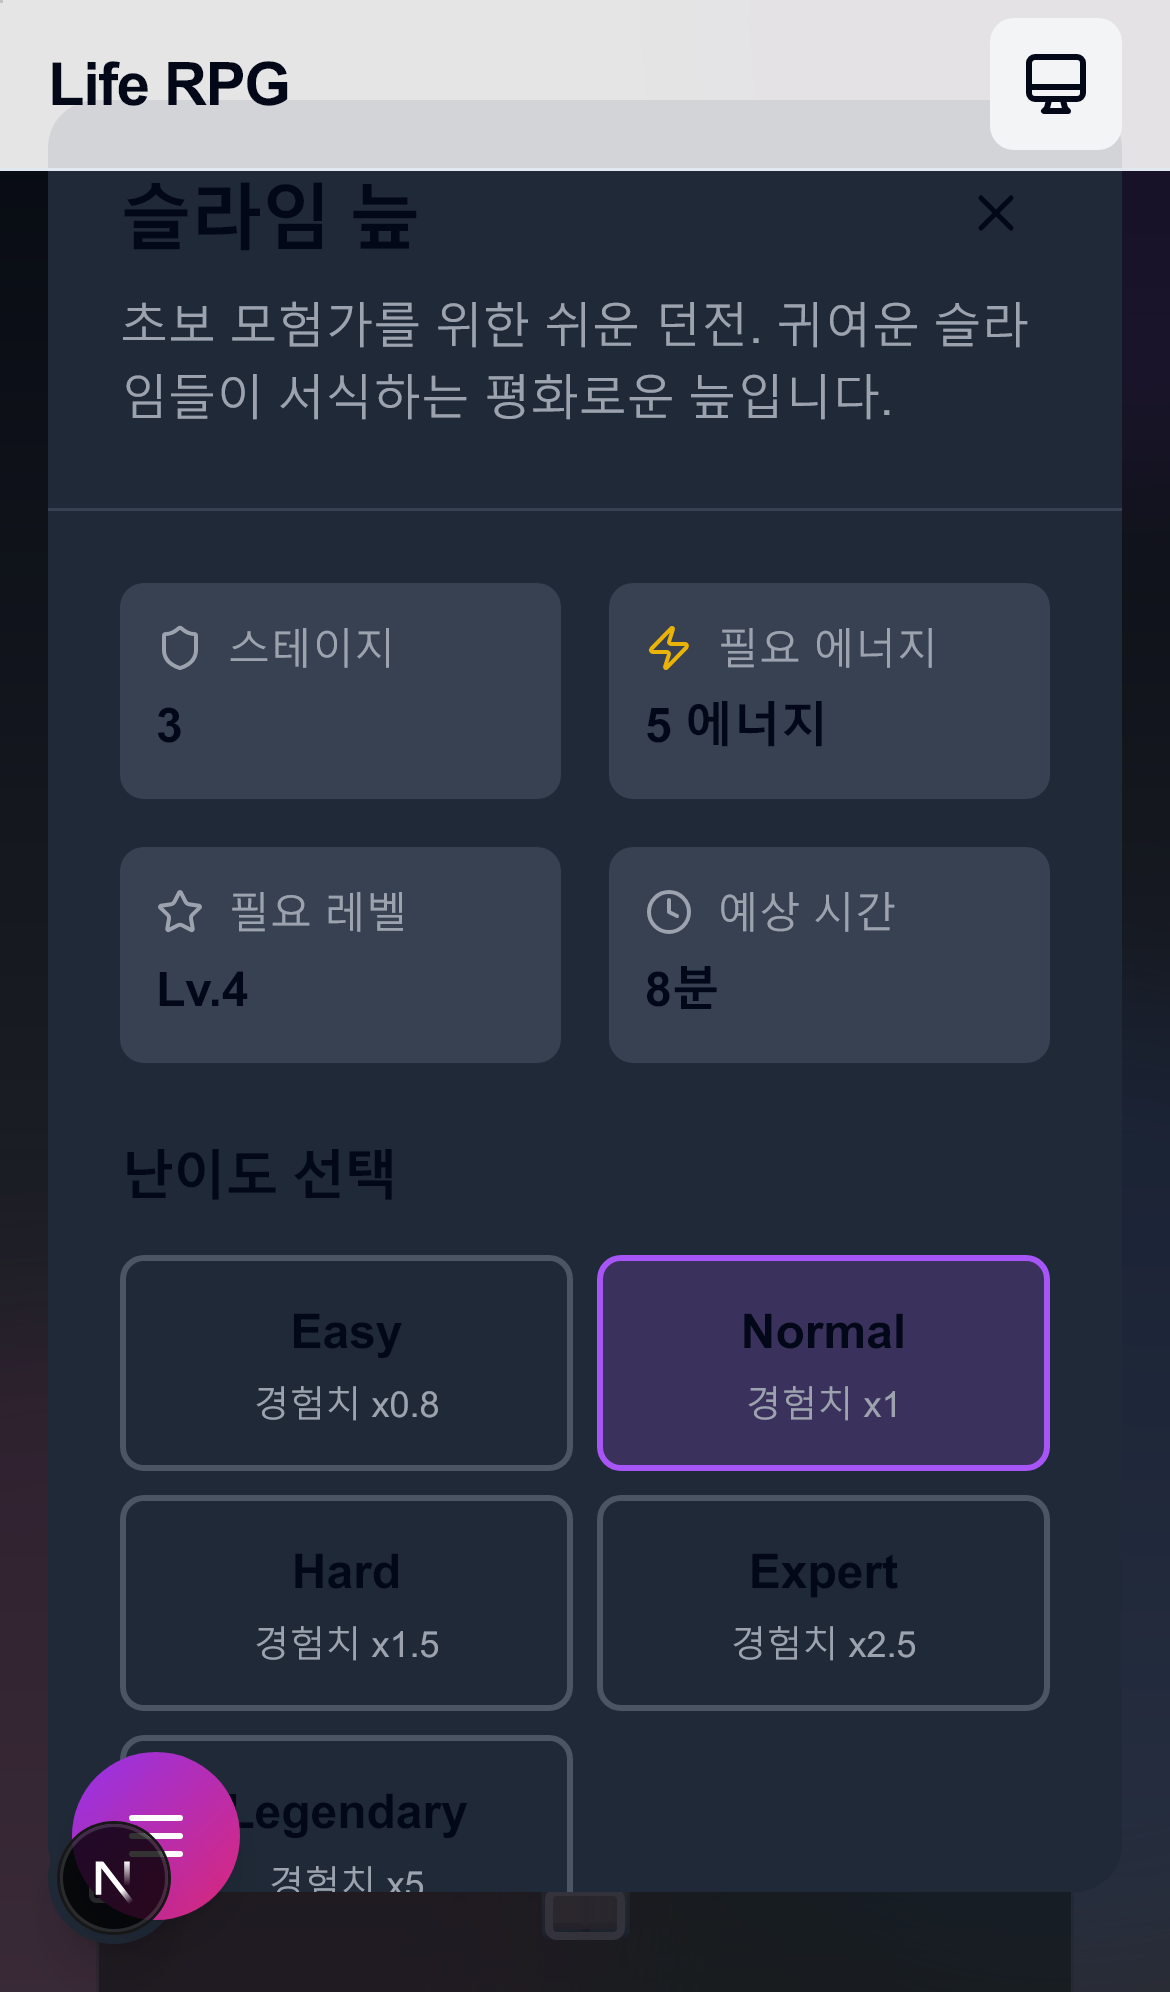 Life RPG
슬라임 늪
초보 모험가를 위한 쉬운 던전. 귀여운 슬라
임들이 서식하는 평화로운 늪입니다.
스테이지
3
필요 에너지
5 에너지
필요 레벨
Lv.4
예상 시간
8분
난이도 선택
Easy
경험치 x0.8
Normal
경험치 x1
Hard
경험치 x1.5
Expert
경험치 x2.5
Legendary
경험치 x5
N